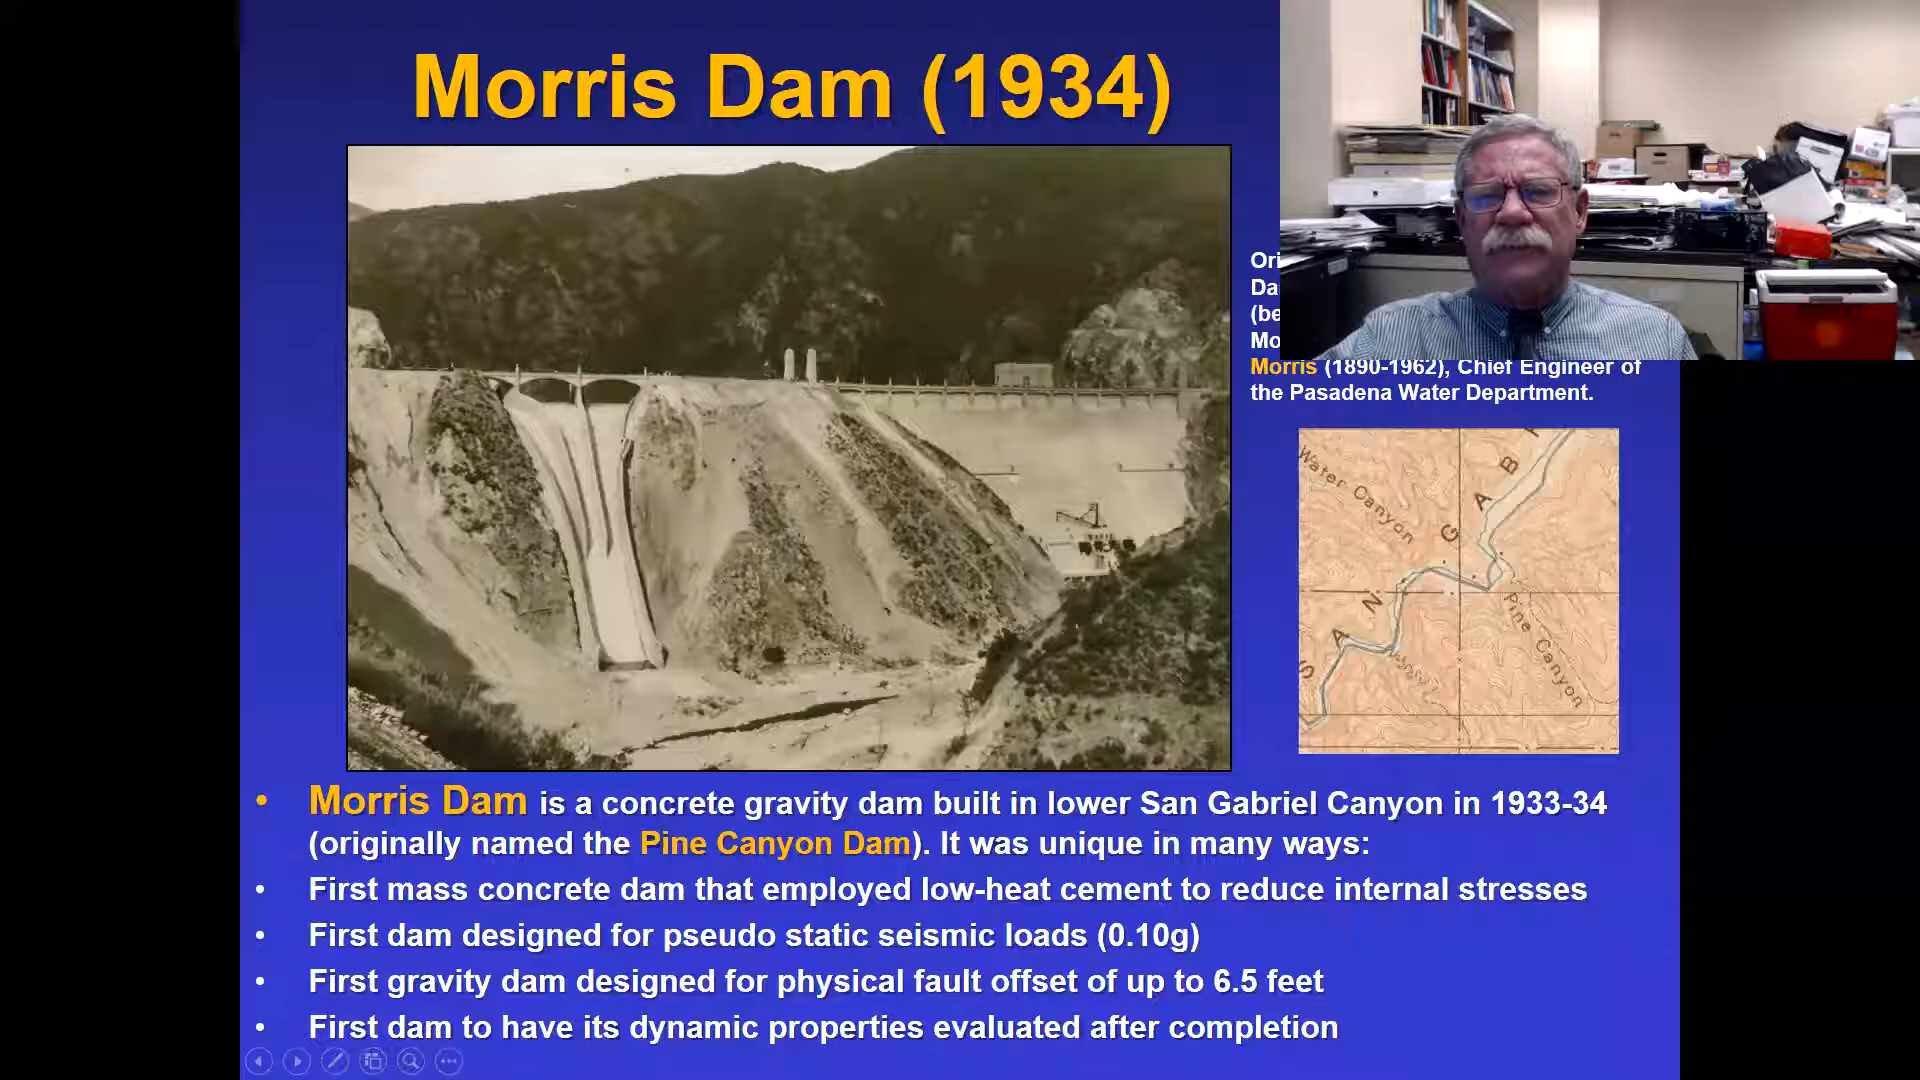 Morris Dam (1934)
Morris (1890-1962), Chief Engineer of
the Pasadena Water Department.
Water Canyon
S A N G A B
Pine Canyon
• Morris Dam is a concrete gravity dam built in lower San Gabriel Canyon in 1933-34
(originally named the Pine Canyon Dam). It was unique in many ways:
• First mass concrete dam that employed low-heat cement to reduce internal stresses
• First dam designed for pseudo static seismic loads (0.10g)
• First gravity dam designed for physical fault offset of up to 6.5 feet
• First dam to have its dynamic properties evaluated after completion